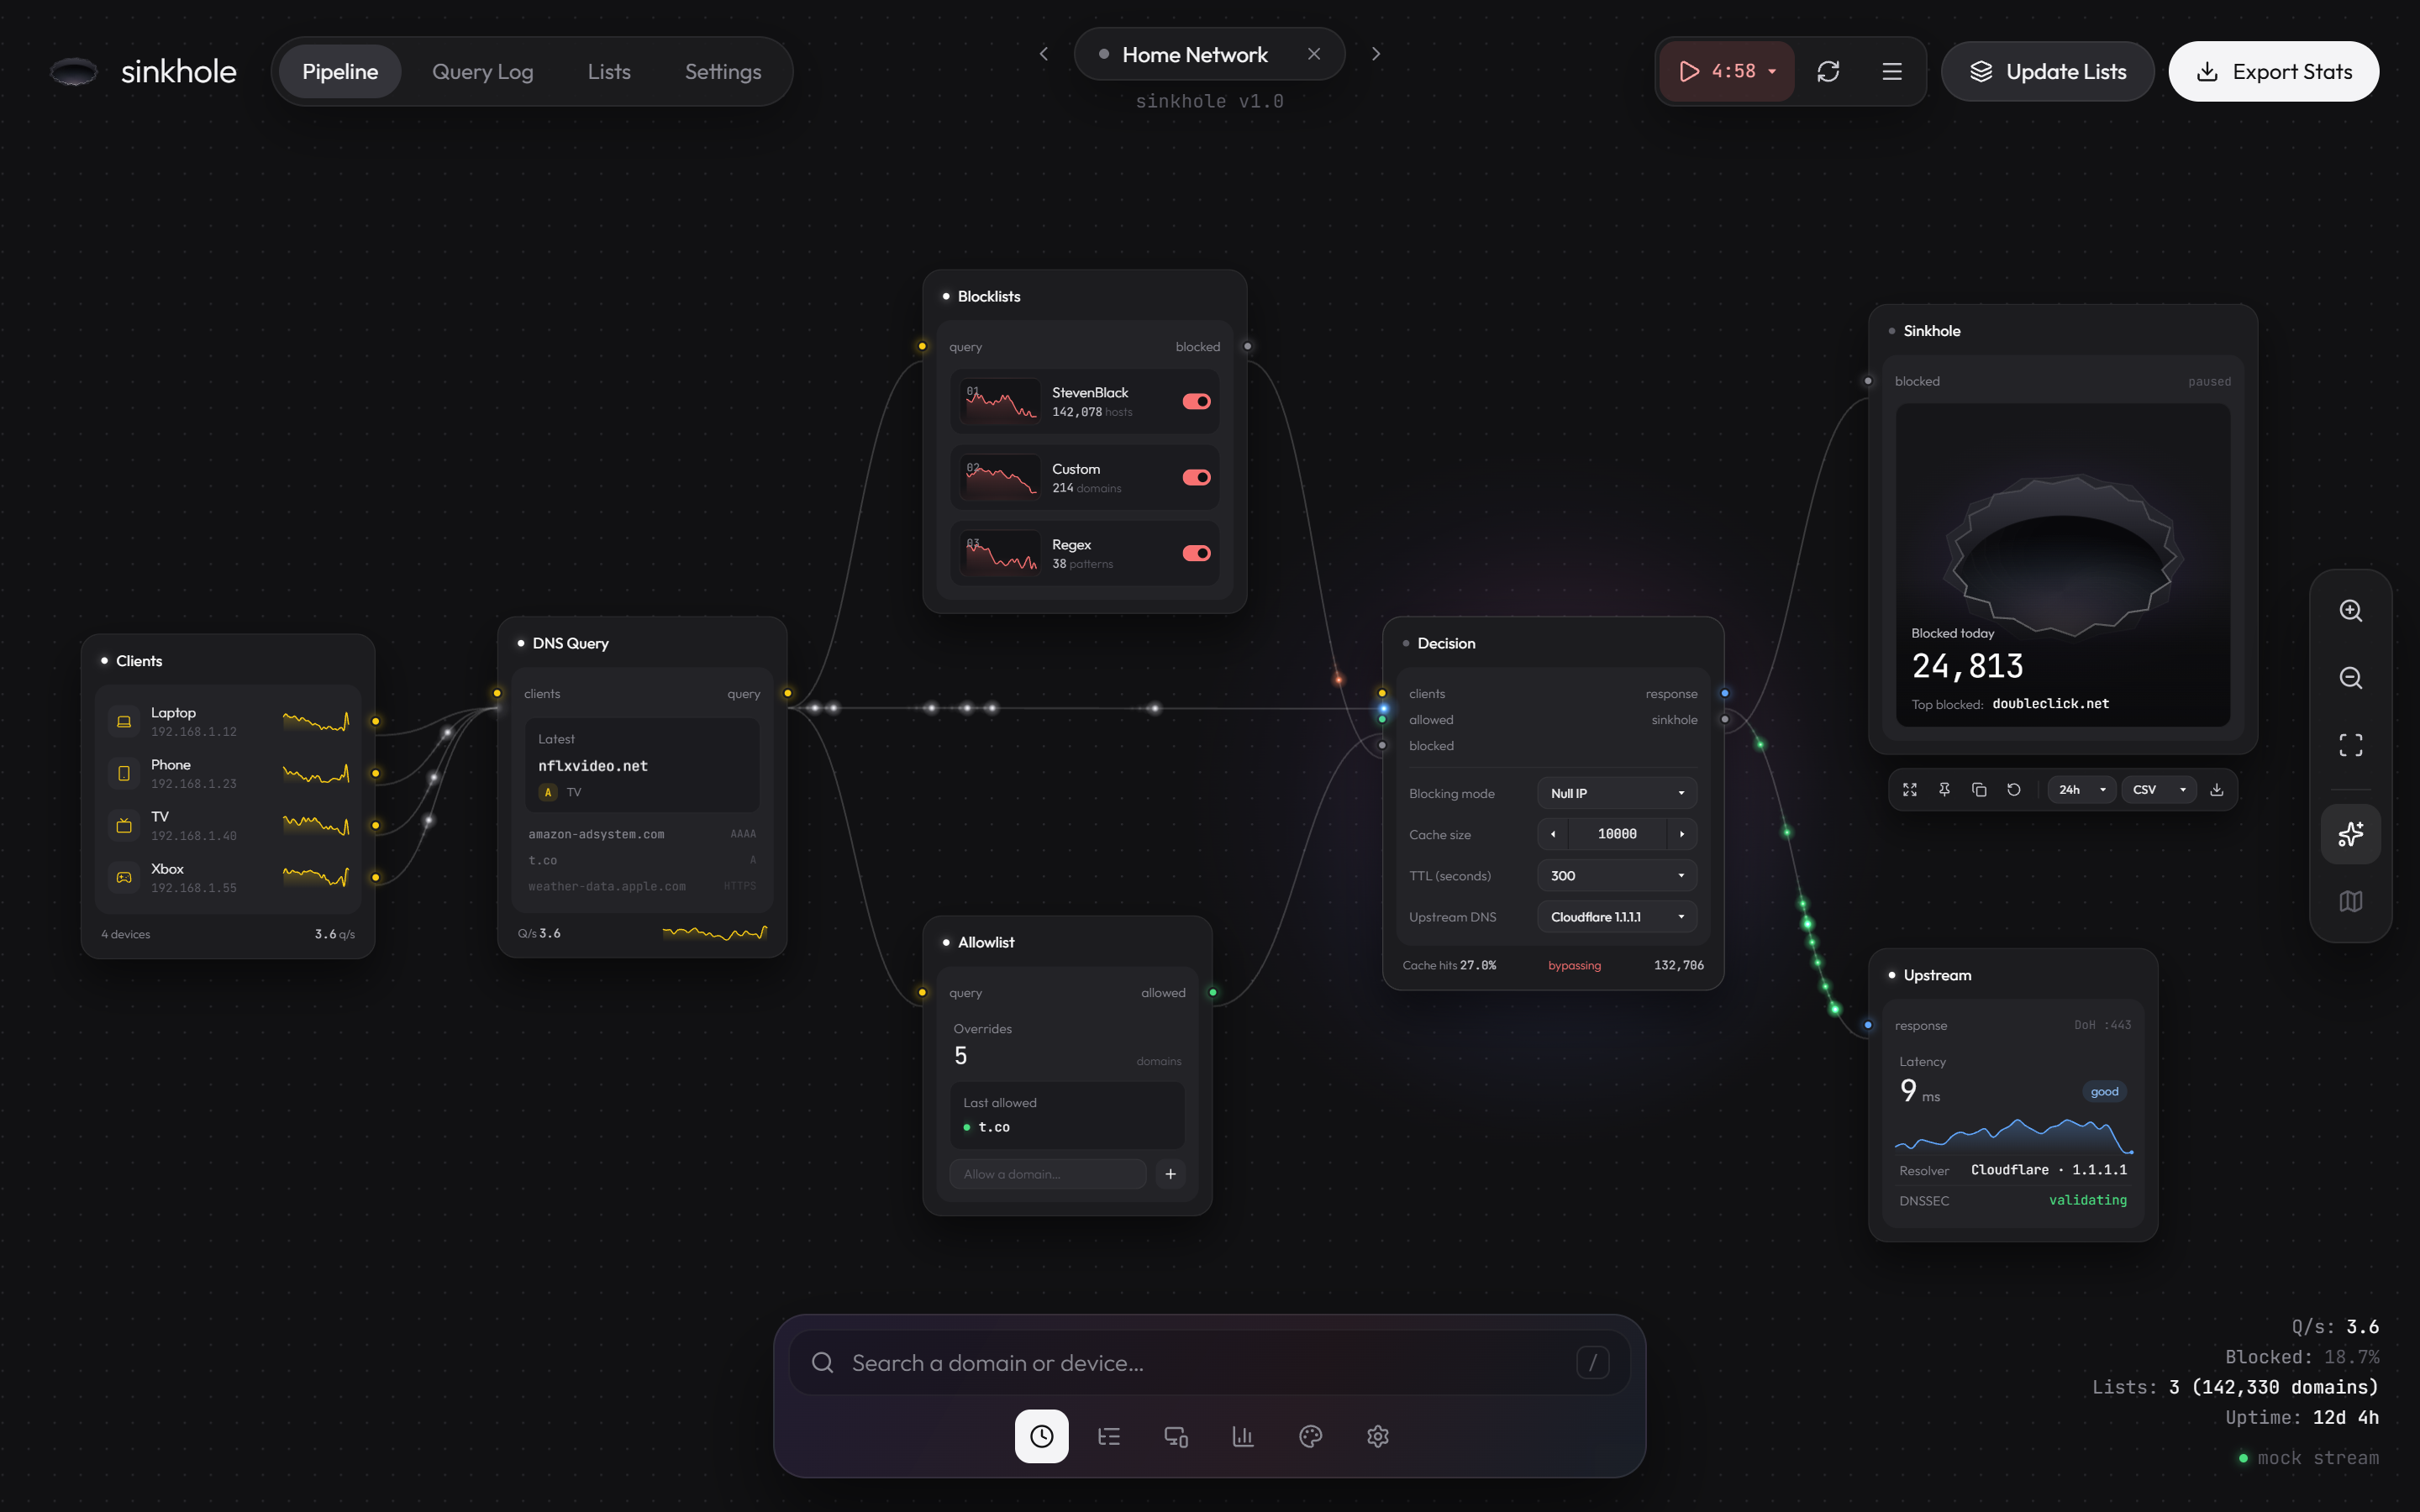 sinkhole
Pipeline
Query Log
Lists
Settings
Home Network
sinkhole v1.0
4:58
Update Lists
Export Stats
Blocklists
query
blocked
01
StevenBlack
142,078 hosts
02
Custom
214 domains
03
Regex
38 patterns
Clients
Laptop
192.168.1.12
Phone
192.168.1.23
TV
192.168.1.40
Xbox
192.168.1.55
4 devices
3.6 q/s
DNS Query
clients
query
Latest
nflxvideo.net
A TV
amazon-adsystem.com AAAA
t.co A
weather-data.apple.com HTTPS
Q/s 3.6
Allowlist
query
allowed
Overrides
5
domains
Last allowed
t.co
Allow a domain...
+
Decision
clients
response
allowed
sinkhole
blocked
Blocking mode Null IP
Cache size 10000
TTL (seconds) 300
Upstream DNS Cloudflare 1.1.1.1
Cache hits 27.0%
bypassing
132,706
Sinkhole
blocked
paused
Blocked today
24,813
Top blocked: doubleclick.net
24h
CSV
Upstream
response
DoH :443
Latency
9 ms
good
Resolver Cloudflare · 1.1.1.1
DNSSEC validating
Search a domain or device...
/
Q/s: 3.6
Blocked: 18.7%
Lists: 3 (142,330 domains)
Uptime: 12d 4h
mock stream